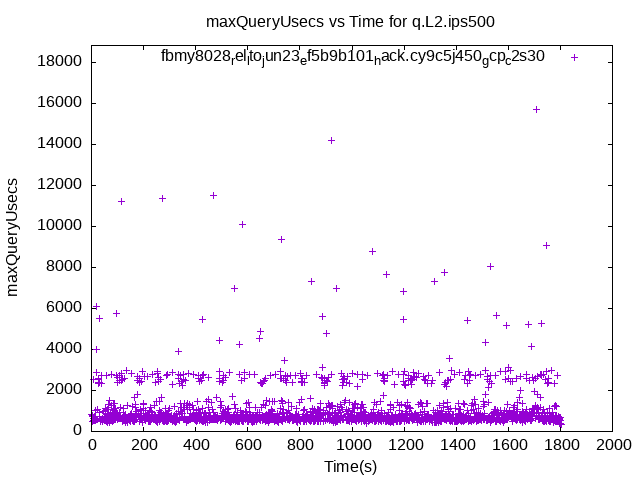 maxQueryUsecs vs Time for q.L2.ips500
fbmy8028rel_lto_jun23_ef5b9b101_hack.cy9c5j450_gcp_c2s30
18000
16000
14000
12000
10000
8000
6000
4000
2000
0
maxQueryUsecs
0 200 400 600 800 1000 1200 1400 1600 1800 2000
Time(s)